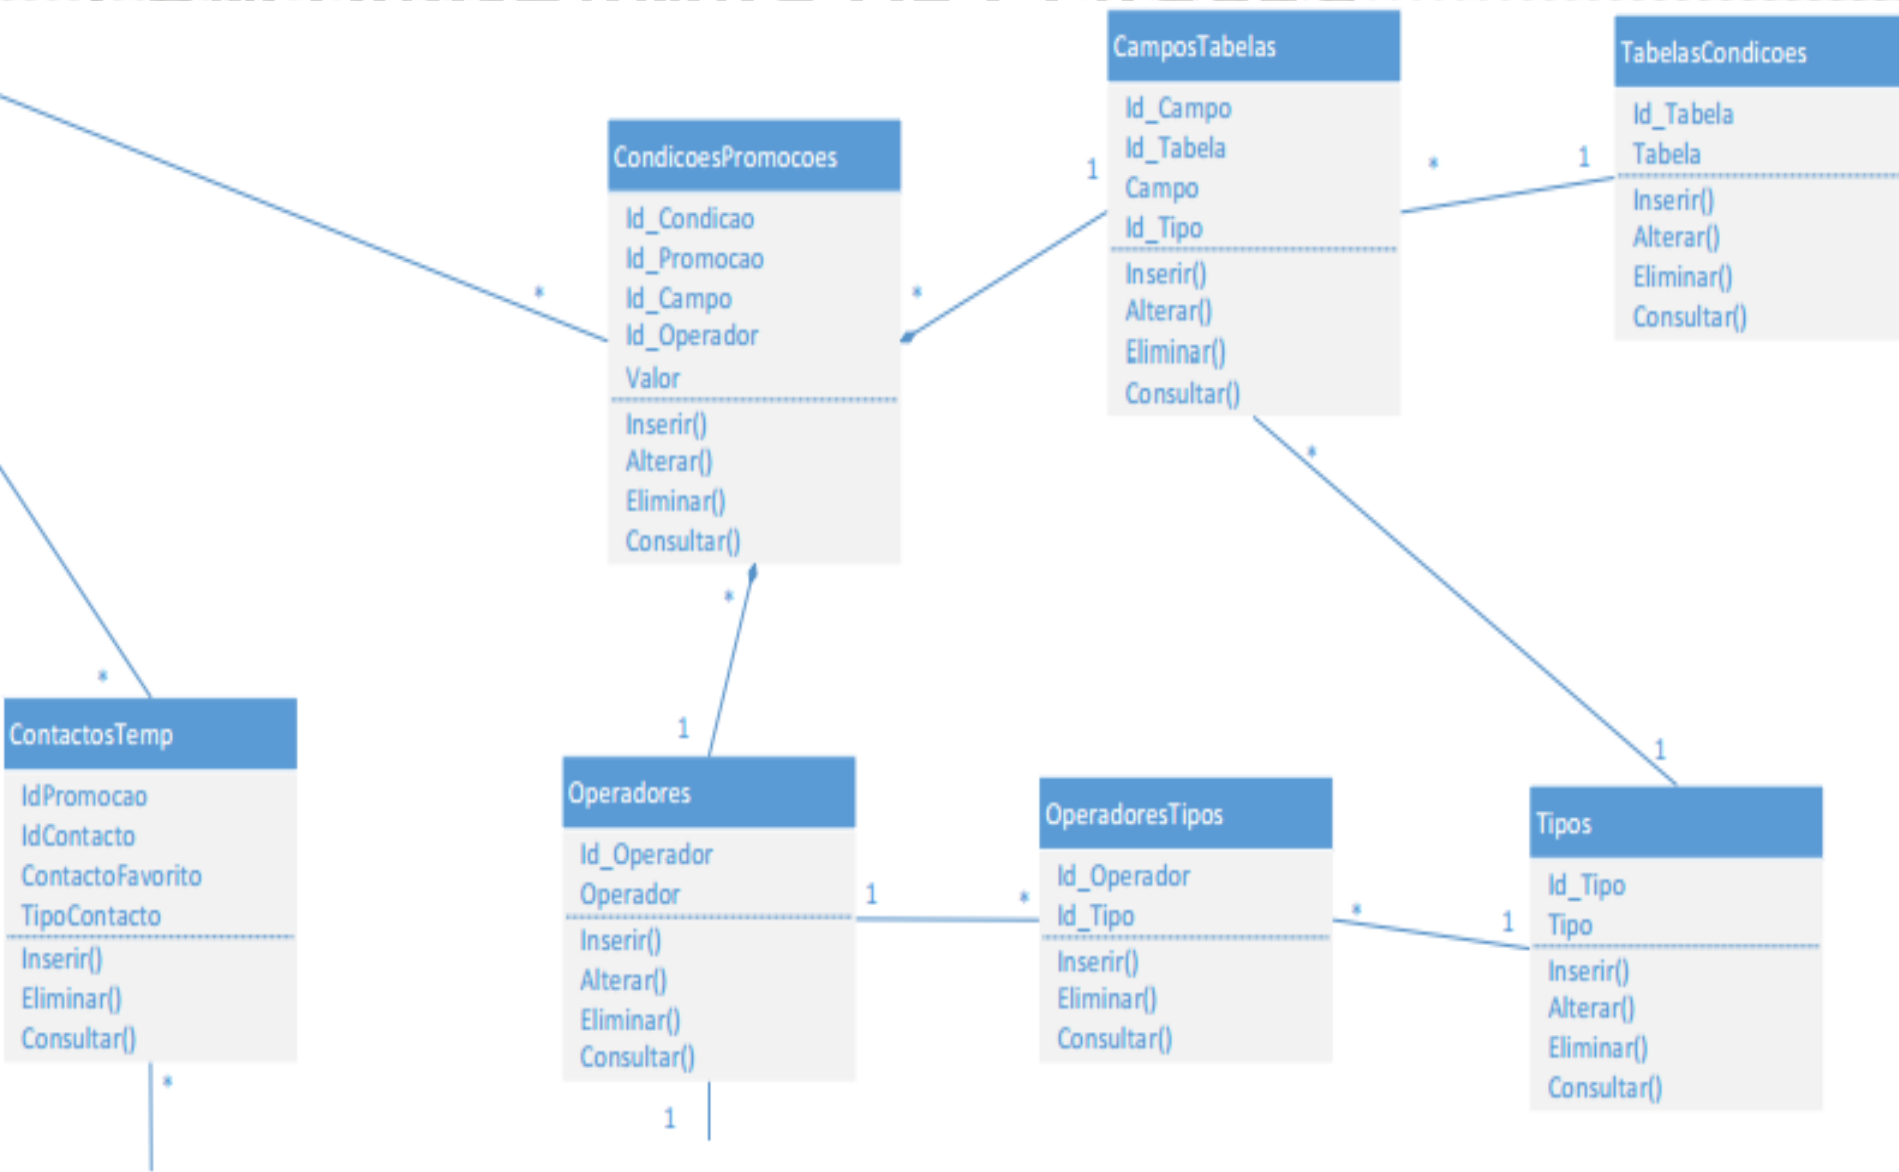 CamposTabelas
Id_Campo
Id_Tabela
Campo
Id_Tipo
Inserir()
Alterar()
Eliminar()
Consultar()
TabelasCondicoes
Id_Tabela
Tabela
Inserir()
Alterar()
Eliminar()
Consultar()
CondicoesPromocoes
Id_Condicao
Id_Promocao
Id_Campo
Id_Operador
Valor
Inserir()
Alterar()
Eliminar()
Consultar()
1
*
1
*
*
*
1
*
1
*
ContactosTemp
IdPromocao
IdContacto
ContactoFavorito
TipoContacto
Inserir()
Eliminar()
Consultar()
*
Operadores
Id_Operador
Operador
Inserir()
Alterar()
Eliminar()
Consultar()
1
1
*
OperadoresTipos
Id_Operador
Id_Tipo
Inserir()
Eliminar()
Consultar()
*
1
Tipos
Id_Tipo
Tipo
Inserir()
Alterar()
Eliminar()
Consultar()